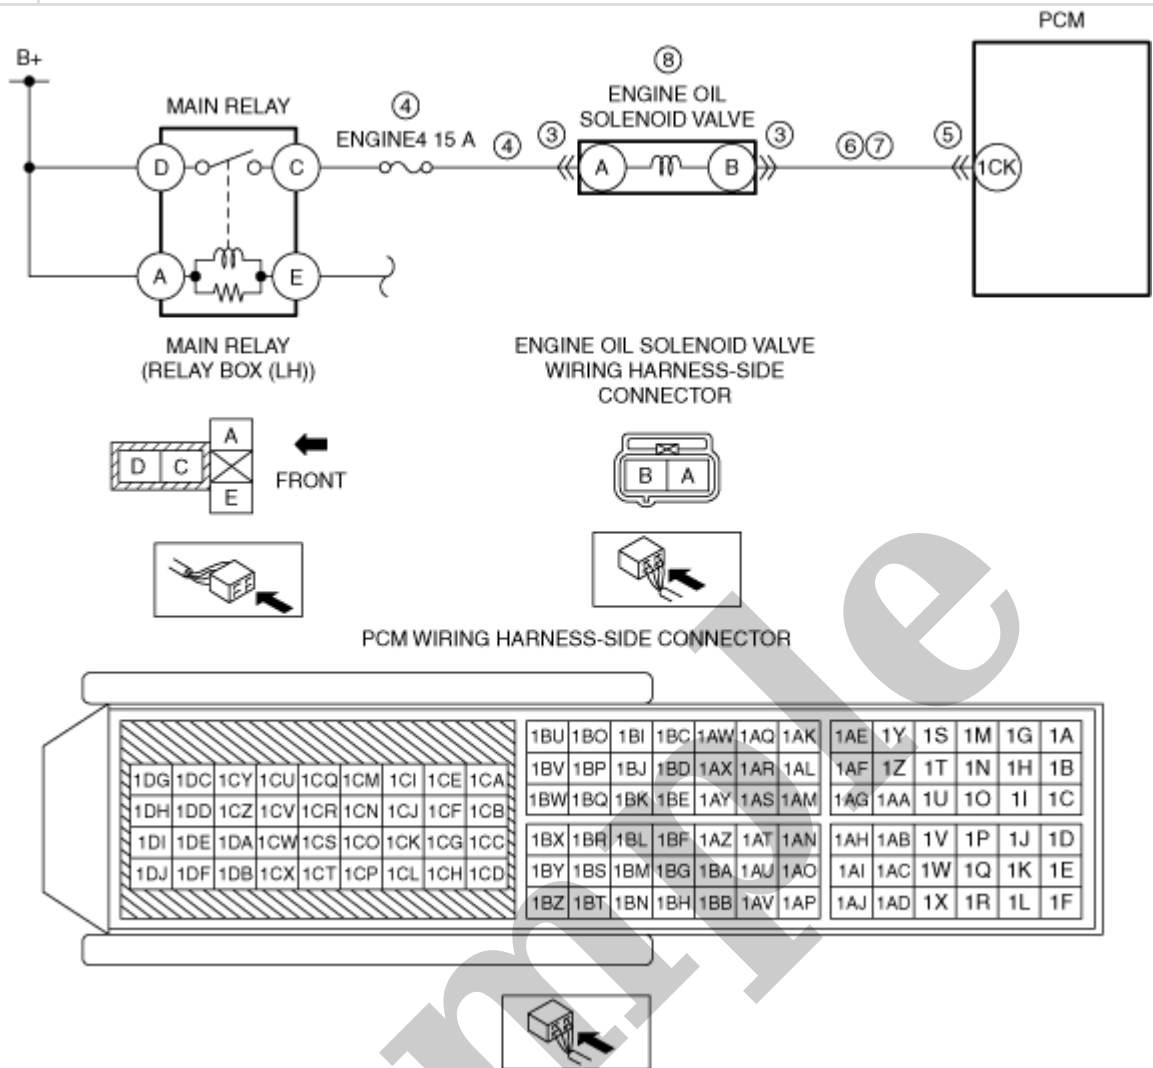 PCM
B+
MAIN RELAY
④
ENGINE4 15 A
④
③
⑧
ENGINE OIL
SOLENOID VALVE
③
⑥⑦
⑤
D
C
A
B
1CK
A
E
MAIN RELAY
(RELAY BOX (LH))
ENGINE OIL SOLENOID VALVE
WIRING HARNESS-SIDE
CONNECTOR
A
D C
E
FRONT
B A
PCM WIRING HARNESS-SIDE CONNECTOR
1BU 1BO 1BI 1BC 1AW 1AQ 1AK 1AE 1Y 1S 1M 1G 1A
1DG 1DC 1CY 1CU 1CQ 1CM 1CI 1CE 1CA 1BV 1BP 1BJ 1BD 1AX 1AR 1AL 1AF 1Z 1T 1N 1H 1B
1DH 1DD 1CZ 1CV 1CR 1CN 1CJ 1CF 1CB 1BW 1BQ 1BK 1BE 1AY 1AS 1AM 1AG 1AA 1U 1O 1I 1C
1DI 1DE 1DA 1CW 1CS 1CO 1CK 1CG 1CC 1BX 1BR 1BL 1BF 1AZ 1AT 1AN 1AH 1AB 1V 1P 1J 1D
1DJ 1DF 1DB 1CX 1CT 1CP 1CL 1CH 1CD 1BY 1BS 1BM 1BG 1BA 1AU 1AO 1AI 1AC 1W 1Q 1K 1E
1BZ 1BT 1BN 1BH 1BB 1AV 1AP 1AJ 1AD 1X 1R 1L 1F
mple